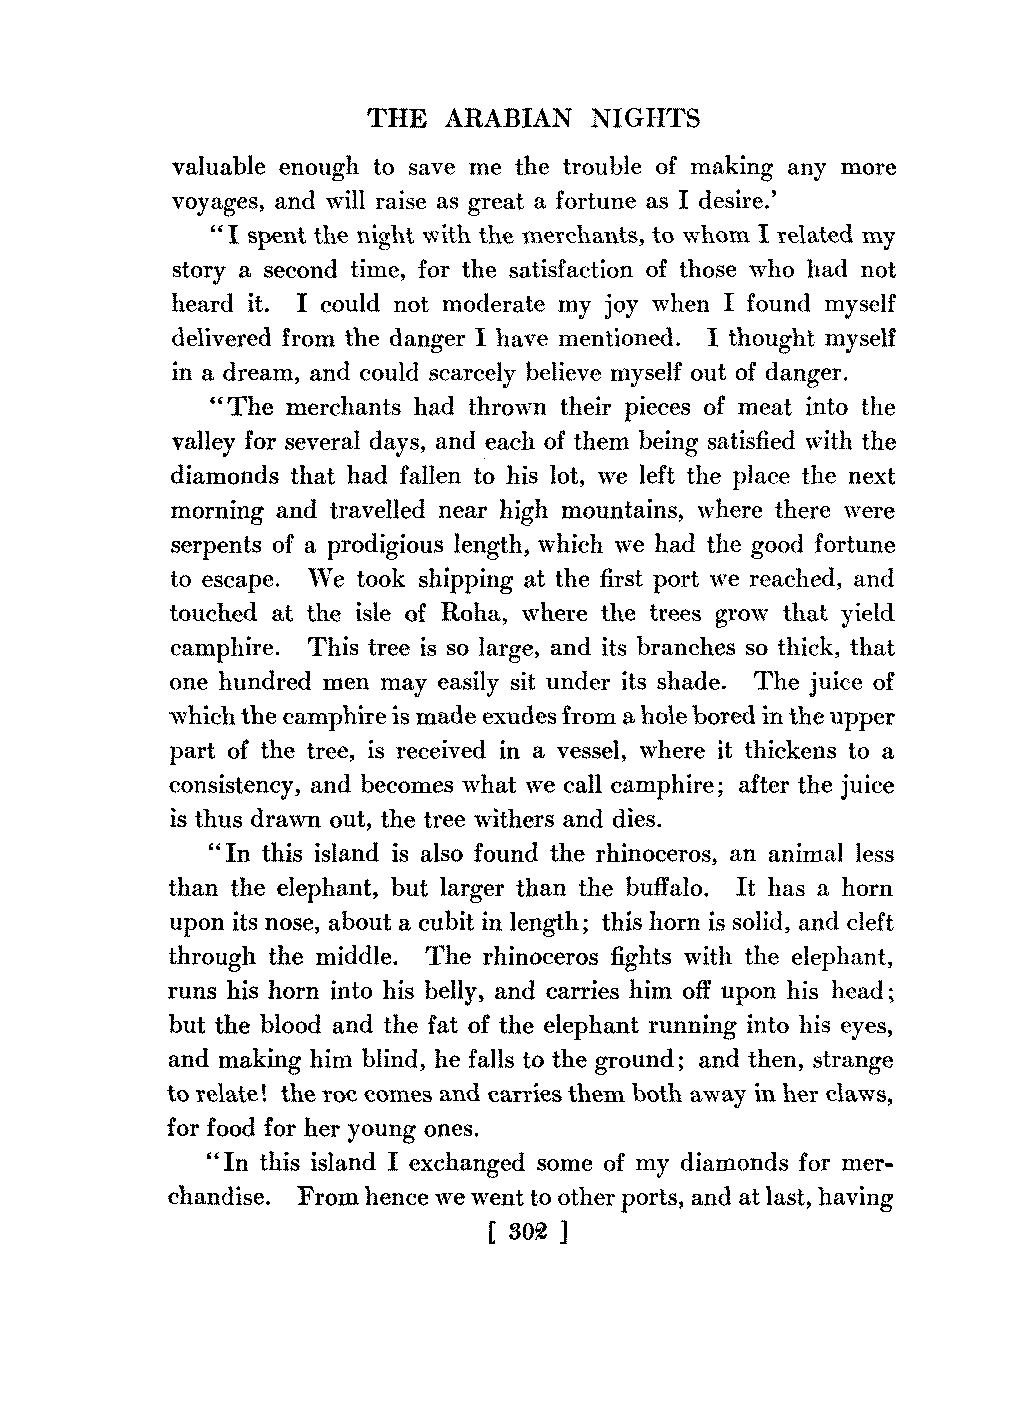 THE ARABIAN NIGHTS
valuable enough to save me the trouble of making any more
voyages, and will raise as great a fortune as I desire.'
"I spent the night with the merchants, to whom I related my
story a second time, for the satisfaction of those who had not
heard it. I could not moderate my joy when I found myself
delivered from the danger I have mentioned. I thought myself
in a dream, and could scarcely believe myself out of danger.
"The merchants had thrown their pieces of meat into the
valley for several days, and each of them being satisfied with the
diamonds that had fallen to his lot, we left the place the next
morning and travelled near high mountains, where there were
serpents of a prodigious length, which we had the good fortune
to escape. We took shipping at the first port we reached, and
touched at the isle of Roha, where the trees grow that yield
camphire. This tree is so large, and its branches so thick, that
one hundred men may easily sit under its shade. The juice of
which the camphire is made exudes from a hole bored in the upper
part of the tree, is received in a vessel, where it thickens to a
consistency, and becomes what we call camphire; after the juice
is thus drawn out, the tree withers and dies.
"In this island is also found the rhinoceros, an animal less
than the elephant, but larger than the buffalo. It has a horn
upon its nose, about a cubit in length; this horn is solid, and cleft
through the middle. The rhinoceros fights with the elephant,
runs his horn into his belly, and carries him off upon his head;
but the blood and the fat of the elephant running into his eyes,
and making him blind, he falls to the ground; and then, strange
to relate! the roc comes and carries them both away in her claws,
for food for her young ones.
"In this island I exchanged some of my diamonds for mer-
chandise. From hence we went to other ports, and at last, having
[ 302 ]